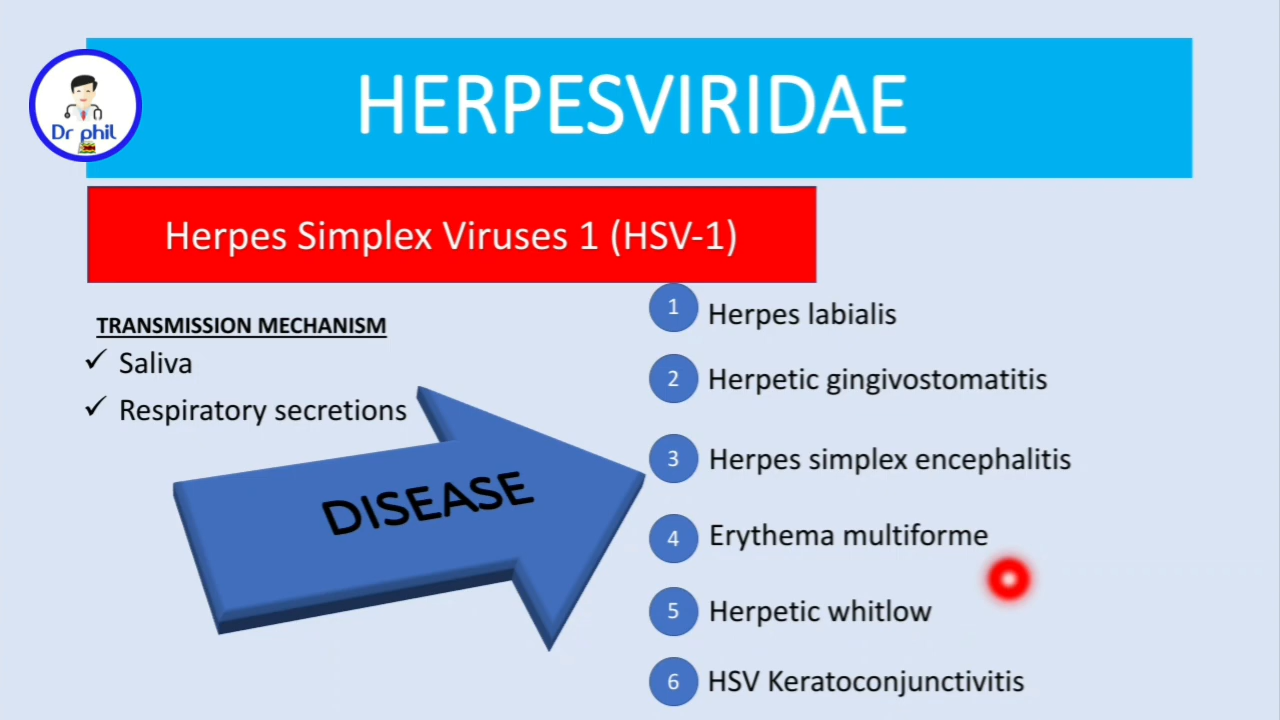 Dr phil
HERPESVIRIDAE
Herpes Simplex Viruses 1 (HSV-1)
TRANSMISSION MECHANISM
✓ Saliva
✓ Respiratory secretions
DISEASE
1 Herpes labialis
2 Herpetic gingivostomatitis
3 Herpes simplex encephalitis
4 Erythema multiforme
5 Herpetic whitlow
6 HSV Keratoconjunctivitis